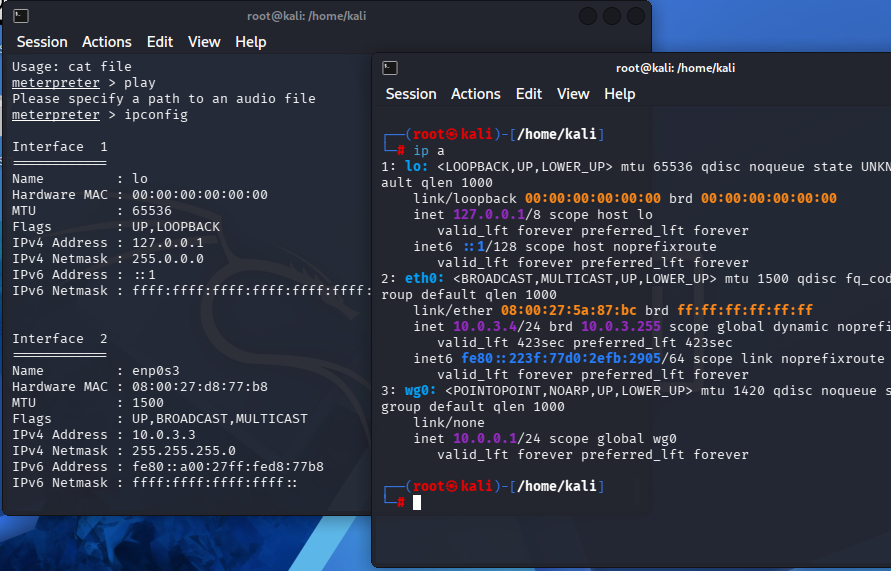 root@kali: /home/kali
Session Actions Edit View Help
Usage: cat file
meterpreter > play
Please specify a path to an audio file
meterpreter > ipconfig
Interface  1
============
Name         : lo
Hardware MAC : 00:00:00:00:00:00
MTU          : 65536
Flags        : UP,LOOPBACK
IPv4 Address : 127.0.0.1
IPv4 Netmask : 255.0.0.0
IPv6 Address : ::1
IPv6 Netmask : ffff:ffff:ffff:ffff:ffff:ffff:
Interface  2
============
Name         : enp0s3
Hardware MAC : 08:00:27:d8:77:b8
MTU          : 1500
Flags        : UP,BROADCAST,MULTICAST
IPv4 Address : 10.0.3.3
IPv4 Netmask : 255.255.255.0
IPv6 Address : fe80::a00:27ff:fed8:77b8
IPv6 Netmask : ffff:ffff:ffff:ffff::
root@kali: /home/kali
Session Actions Edit View Help
┌──(root㉿kali)-[/home/kali]
└─# ip a
1: lo: <LOOPBACK,UP,LOWER_UP> mtu 65536 qdisc noqueue state UNKN
ault qlen 1000
link/loopback 00:00:00:00:00:00 brd 00:00:00:00:00:00
inet 127.0.0.1/8 scope host lo
valid_lft forever preferred_lft forever
inet6 ::1/128 scope host noprefixroute
valid_lft forever preferred_lft forever
2: eth0: <BROADCAST,MULTICAST,UP,LOWER_UP> mtu 1500 qdisc fq_cod
roup default qlen 1000
link/ether 08:00:27:5a:87:bc brd ff:ff:ff:ff:ff:ff
inet 10.0.3.4/24 brd 10.0.3.255 scope global dynamic noprefi
valid_lft 423sec preferred_lft 423sec
inet6 fe80::223f:77d0:2efb:2905/64 scope link noprefixroute
valid_lft forever preferred_lft forever
3: wg0: <POINTOPOINT,NOARP,UP,LOWER_UP> mtu 1420 qdisc noqueue s
group default qlen 1000
link/none
inet 10.0.0.1/24 scope global wg0
valid_lft forever preferred_lft forever
┌──(root㉿kali)-[/home/kali]
└─#